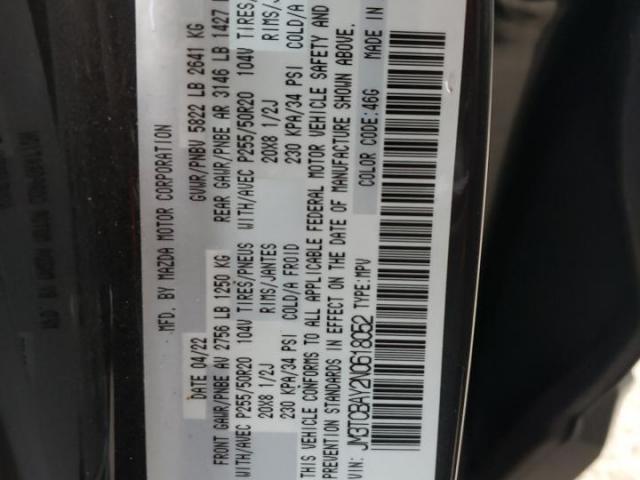 MFD. BY MAZDA MOTOR CORPORATION
DATE 04/22 GVWR/PNBV 5822 LB 2641 KG
FRONT GAWR/PNBE AV 2756 LB 1250 KG REAR GAWR/PNBE AR 3146 LB 1427
WITH/AVEC P255/50R20 104V TIRES/PNEUS WITH/AVEC P255/50R20 104V TIRES/
20X8 1/2J RIMS/JANTES 20X8 1/2J RIMS/
230 KPA/34 PSI COLD/A FROID 230 KPA/34 PSI COLD/A
THIS VEHICLE CONFORMS TO ALL APPLICABLE FEDERAL MOTOR VEHICLE SAFETY AND
PREVENTION STANDARDS IN EFFECT ON THE DATE OF MANUFACTURE SHOWN ABOVE.
VIN: JM3TCBAY2N0618052 TYPE: MPV COLOR CODE: 46G MADE IN